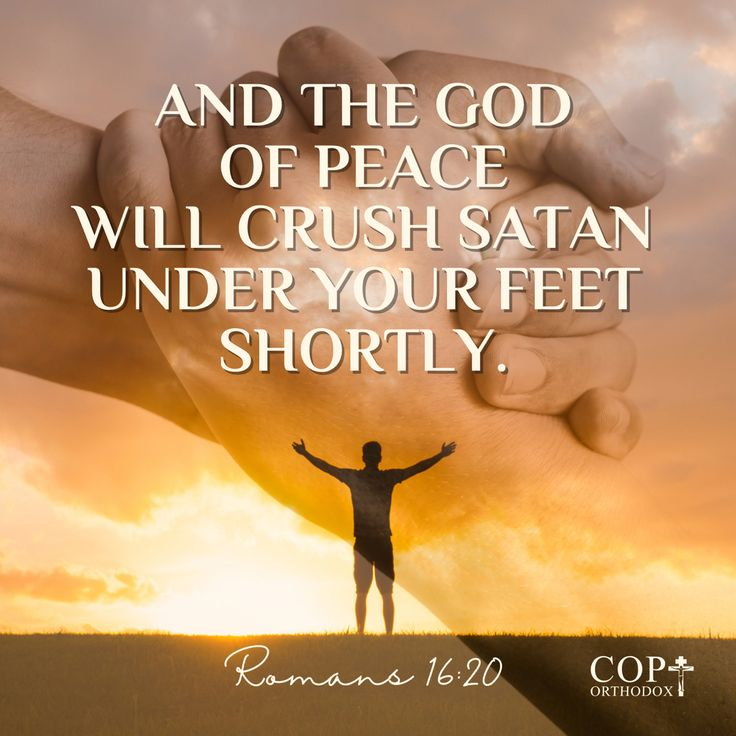 AND THE GOD
OF PEACE
WILL CRUSH SATAN
UNDER YOUR FEET
SHORTLY.
Romans 16:20
COPT
ORTHODOX